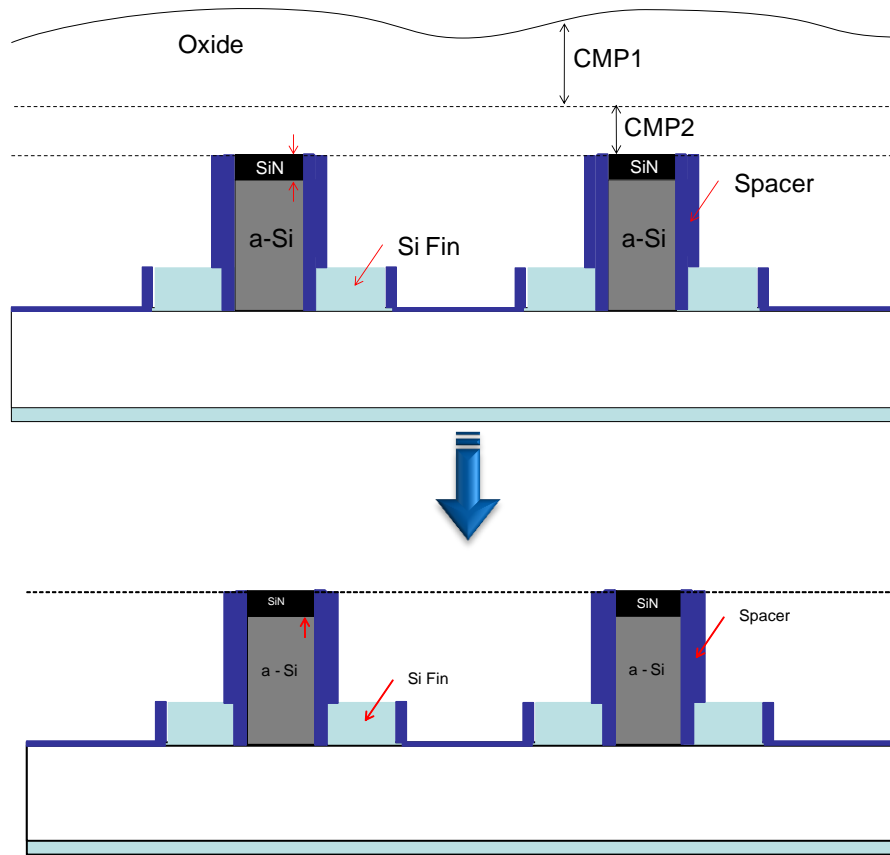 Oxide
CMP1
CMP2
SiN
SiN
Spacer
a-Si
a-Si
Si Fin
SiN
SiN
Spacer
a - Si
a - Si
Si Fin